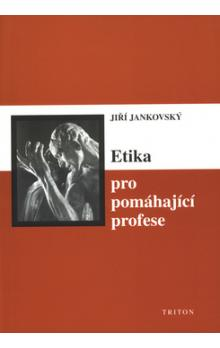 JIŘÍ JANKOVSKÝ
Etika
pro
pomáhající
profese
TRITON